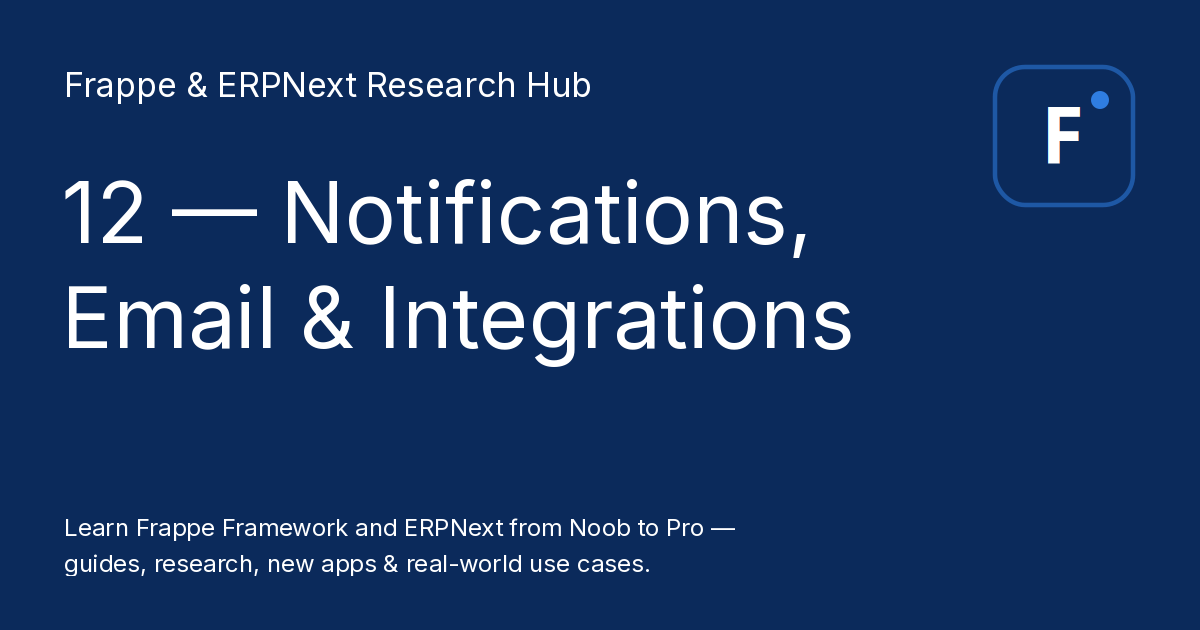 Frappe & ERPNext Research Hub
F
12 — Notifications,
Email & Integrations
Learn Frappe Framework and ERPNext from Noob to Pro —
guides, research, new apps & real-world use cases.